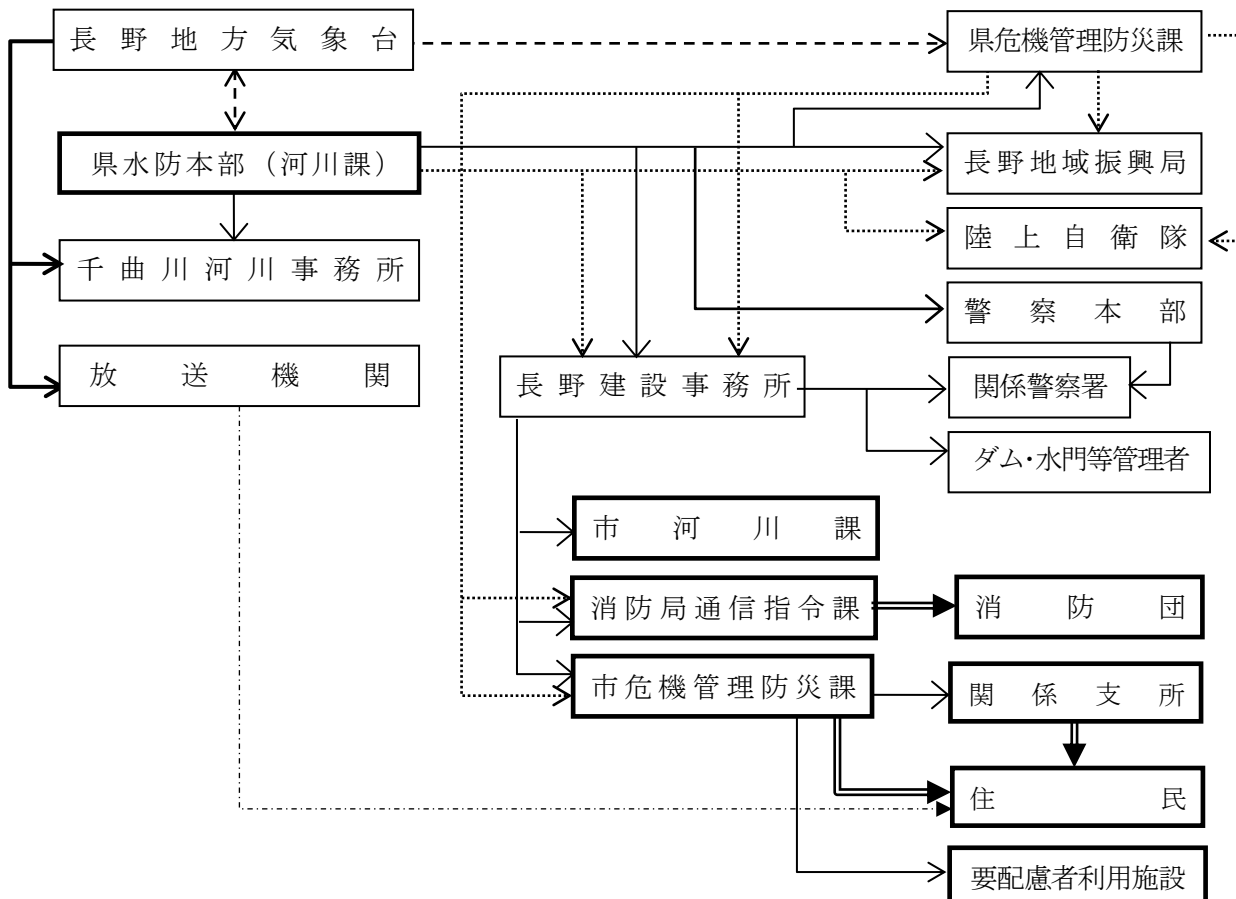 長野地方気象台
県危機管理防災課
県水防本部（河川課）
長野地域振興局
陸上自衛隊
千曲川河川事務所
警察本部
放送機関
長野建設事務所
関係警察署
ダム・水門等管理者
市河川課
消防局通信指令課
消防団
市危機管理防災課
関係支所
住民
要配慮者利用施設